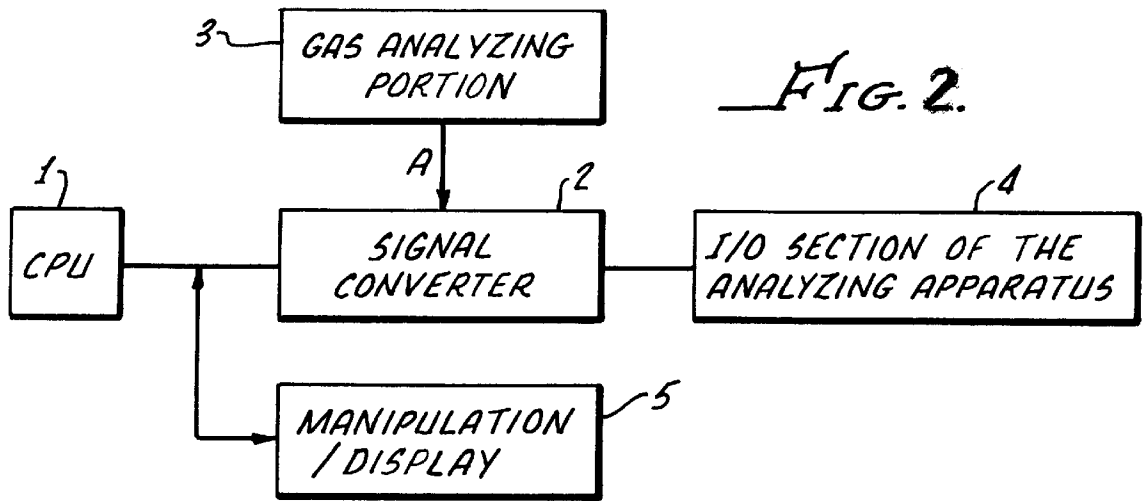 3
GAS ANALYZING
PORTION
FIG. 2.
A
1
CPU
2
SIGNAL
CONVERTER
4
I/O SECTION OF THE
ANALYZING APPARATUS
5
MANIPULATION
/ DISPLAY